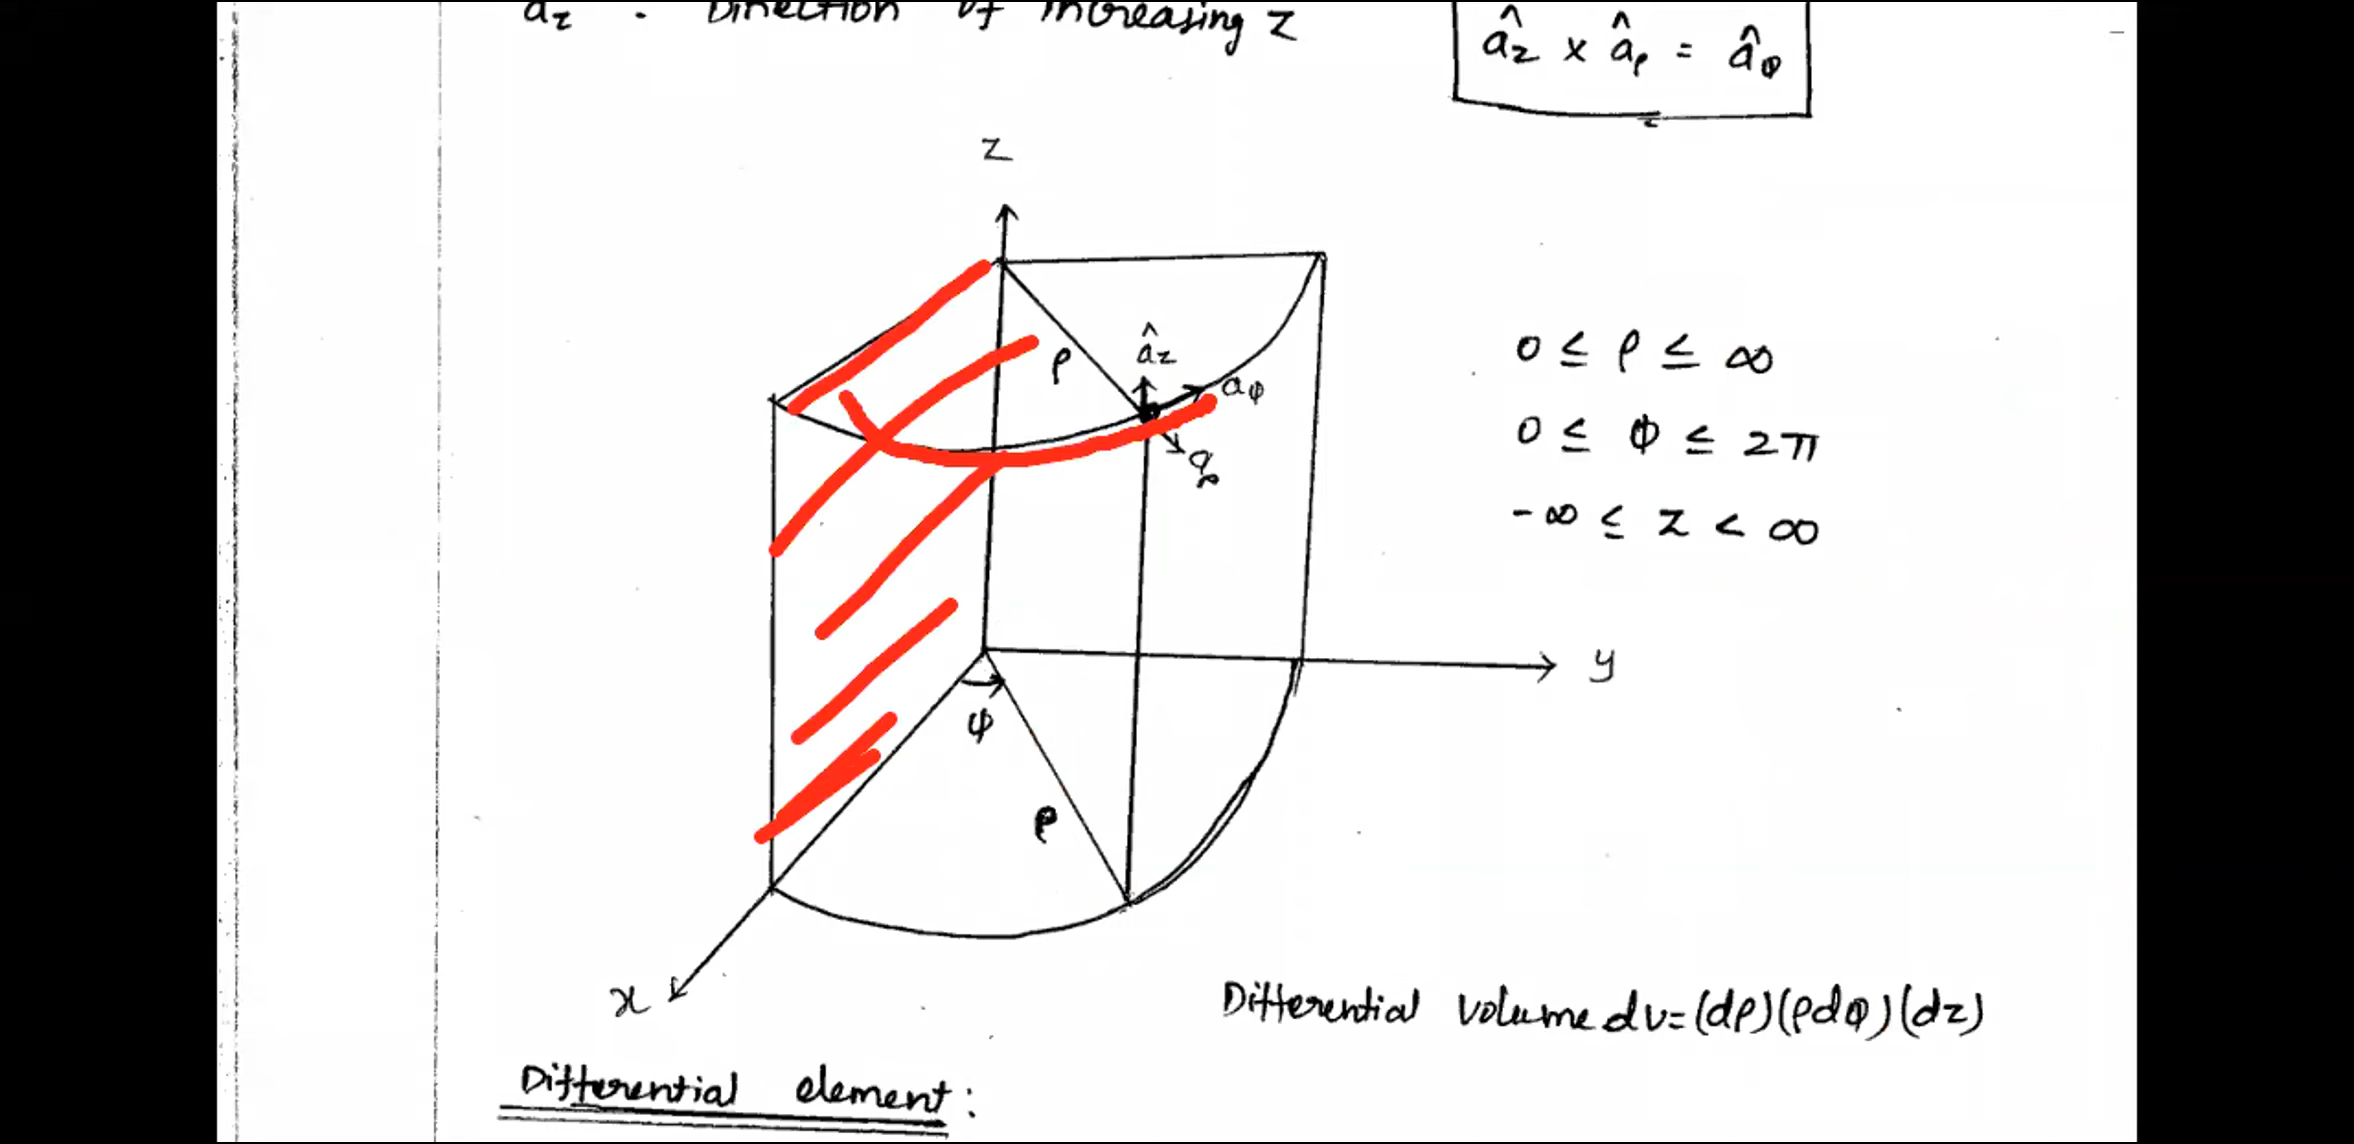 âz . Direction of increasing z
âz × âρ = âφ
z
ρ
âz
aφ
aρ
0 ≤ ρ ≤ ∞
0 ≤ φ ≤ 2π
-∞ ≤ z < ∞
y
φ
ρ
x
Differential volume dv=(dρ)(ρdφ)(dz)
Differential element: